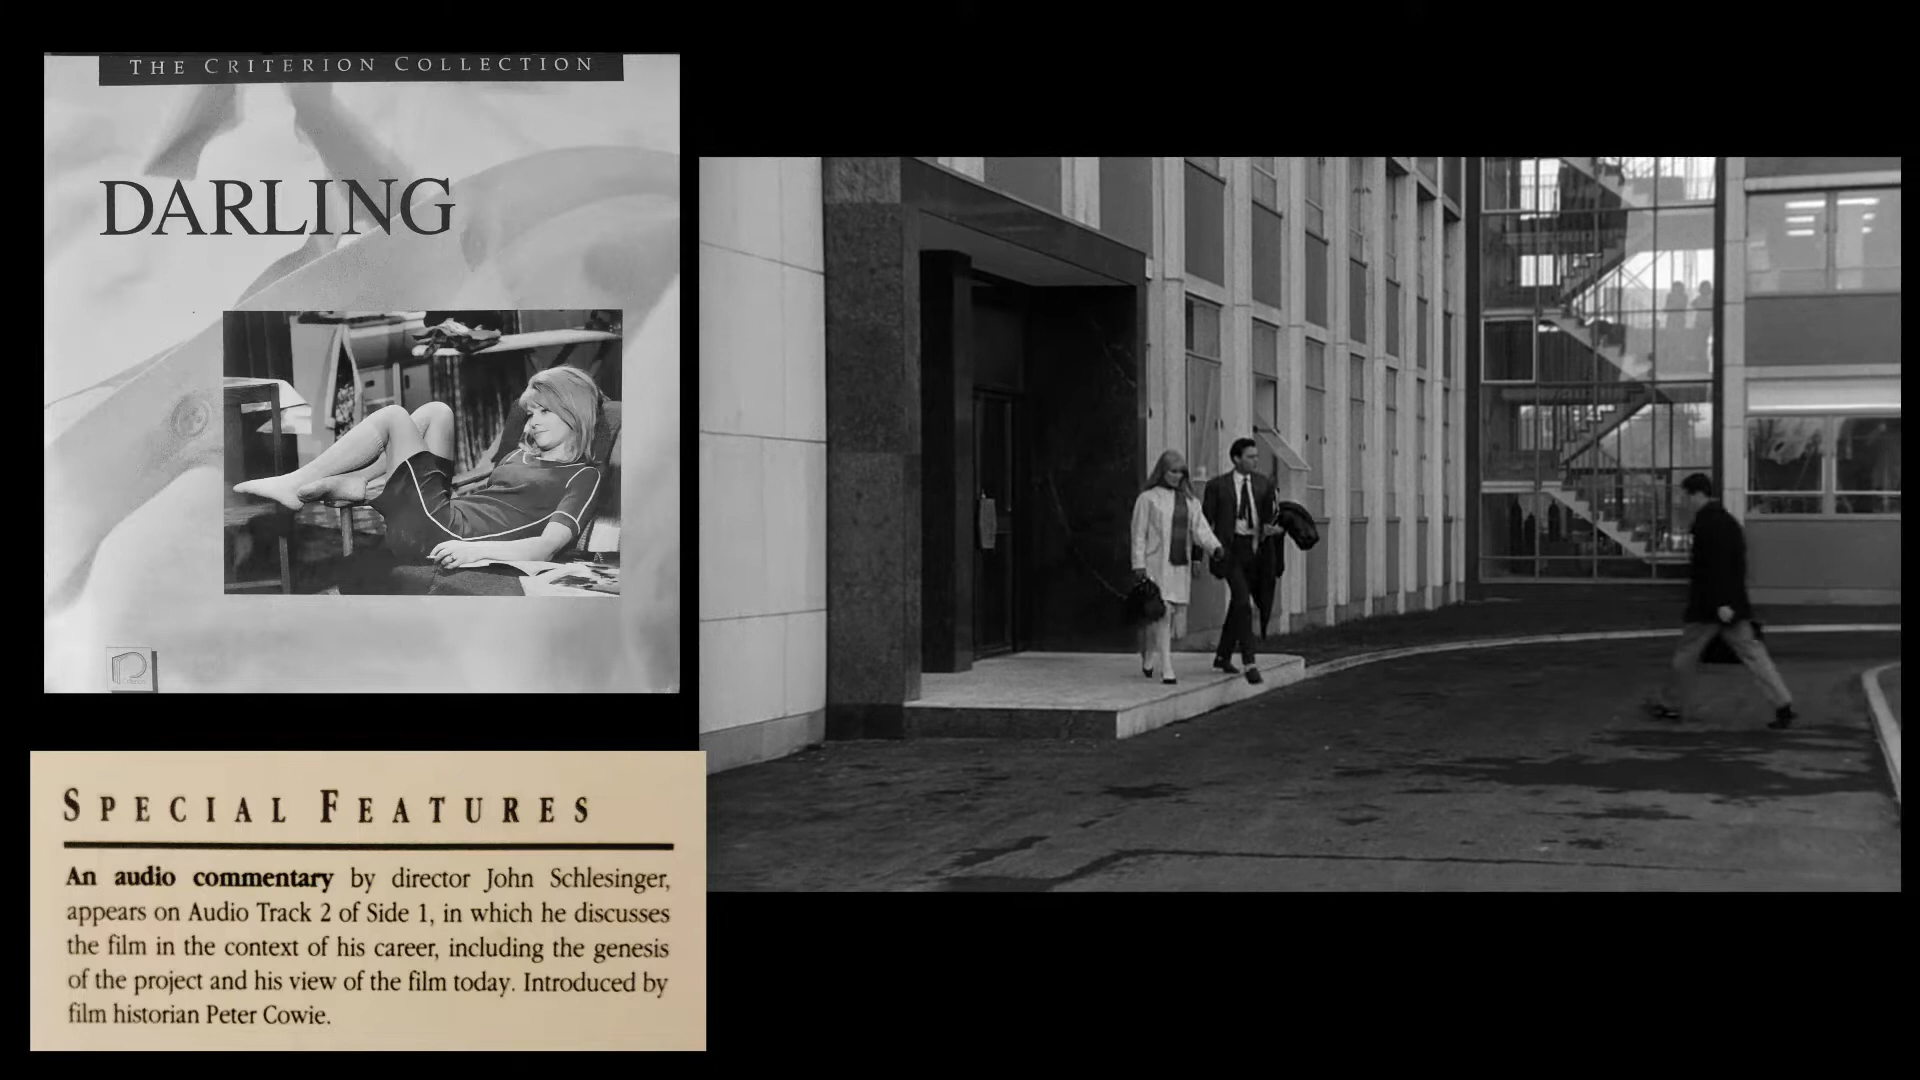 THE CRITERION COLLECTION
DARLING
SPECIAL FEATURES
An audio commentary by director John Schlesinger,
appears on Audio Track 2 of Side 1, in which he discusses
the film in the context of his career, including the genesis
of the project and his view of the film today. Introduced by
film historian Peter Cowie.